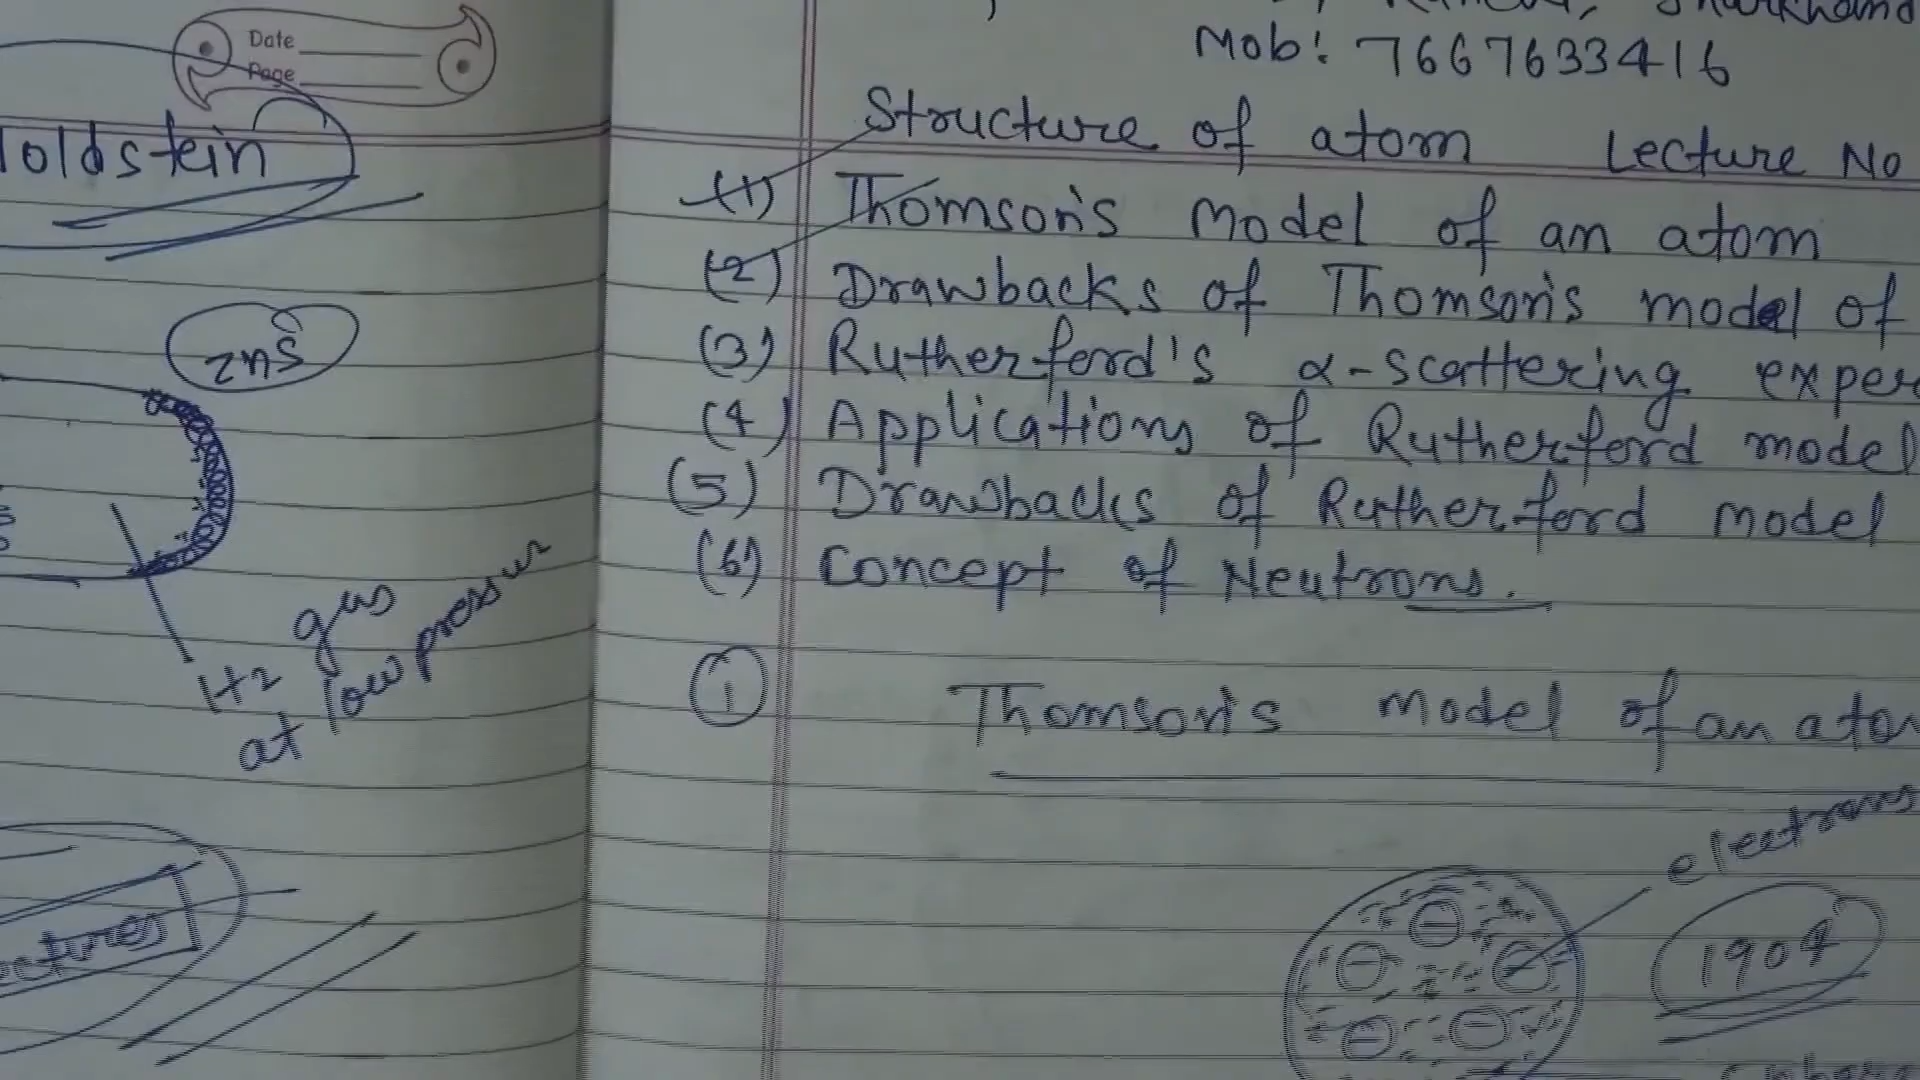 Date
Page
oldstein
zns
H2 gas
at low pressur
Mob: 7667633416
Structure of atom Lecture No
(1) Thomson's Model of an atom
(2) Drawbacks of Thomson's model of
(3) Rutherford's α-scattering exper
(4) Applications of Rutherford model
(5) Drawbacks of Rutherford model
(6) Concept of Neutrons.
① Thomson's Model of an ato
electrons
1904